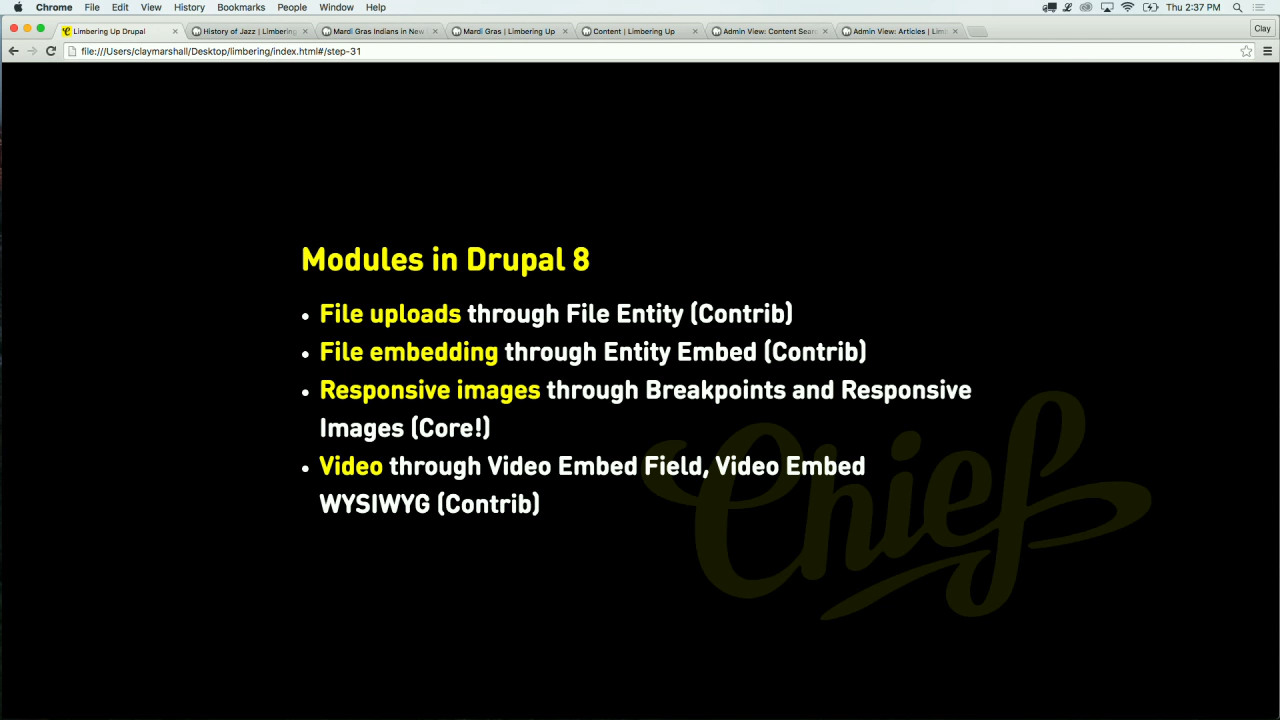 Chrome File Edit View History Bookmarks People Window Help Thu 2:37 PM
Limbering Up Drupal History of Jazz | Limbering Mardi Gras Indians in New Mardi Gras | Limbering Up Content | Limbering Up Admin View: Content Sear Admin View: Articles | Limb Clay
file:///Users/claymarshall/Desktop/limbering/index.html#/step-31
Modules in Drupal 8
• File uploads through File Entity (Contrib)
• File embedding through Entity Embed (Contrib)
• Responsive images through Breakpoints and Responsive
Images (Core!)
• Video through Video Embed Field, Video Embed
WYSIWYG (Contrib)
Chief